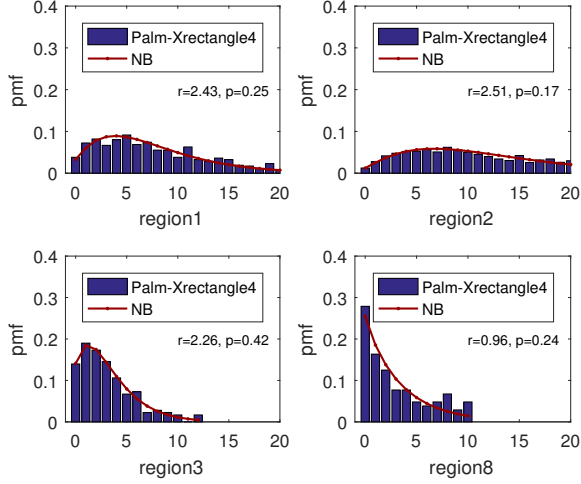 0.4
0.3
0.2
0.1
0
pmf
Palm-Xrectangle4
NB
r=2.43, p=0.25
0 5 10 15 20
region1
0.4
0.3
0.2
0.1
0
pmf
Palm-Xrectangle4
NB
r=2.51, p=0.17
0 5 10 15 20
region2
0.4
0.3
0.2
0.1
0
pmf
Palm-Xrectangle4
NB
r=2.26, p=0.42
0 5 10 15 20
region3
0.4
0.3
0.2
0.1
0
pmf
Palm-Xrectangle4
NB
r=0.96, p=0.24
0 5 10 15 20
region8